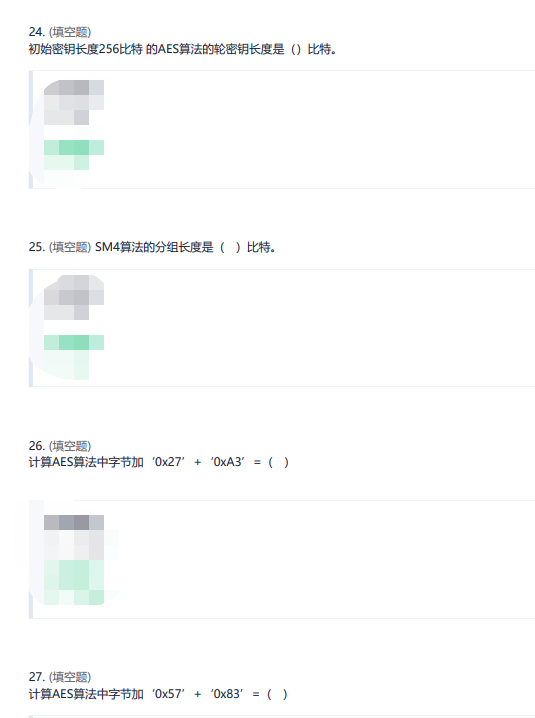 24. (填空题)
初始密钥长度256比特 的AES算法的轮密钥长度是（）比特。
25. (填空题) SM4算法的分组长度是（   ）比特。
26. (填空题)
计算AES算法中字节加‘0x27’+‘0xA3’=（   ）
27. (填空题)
计算AES算法中字节加‘0x57’+‘0x83’=（   ）